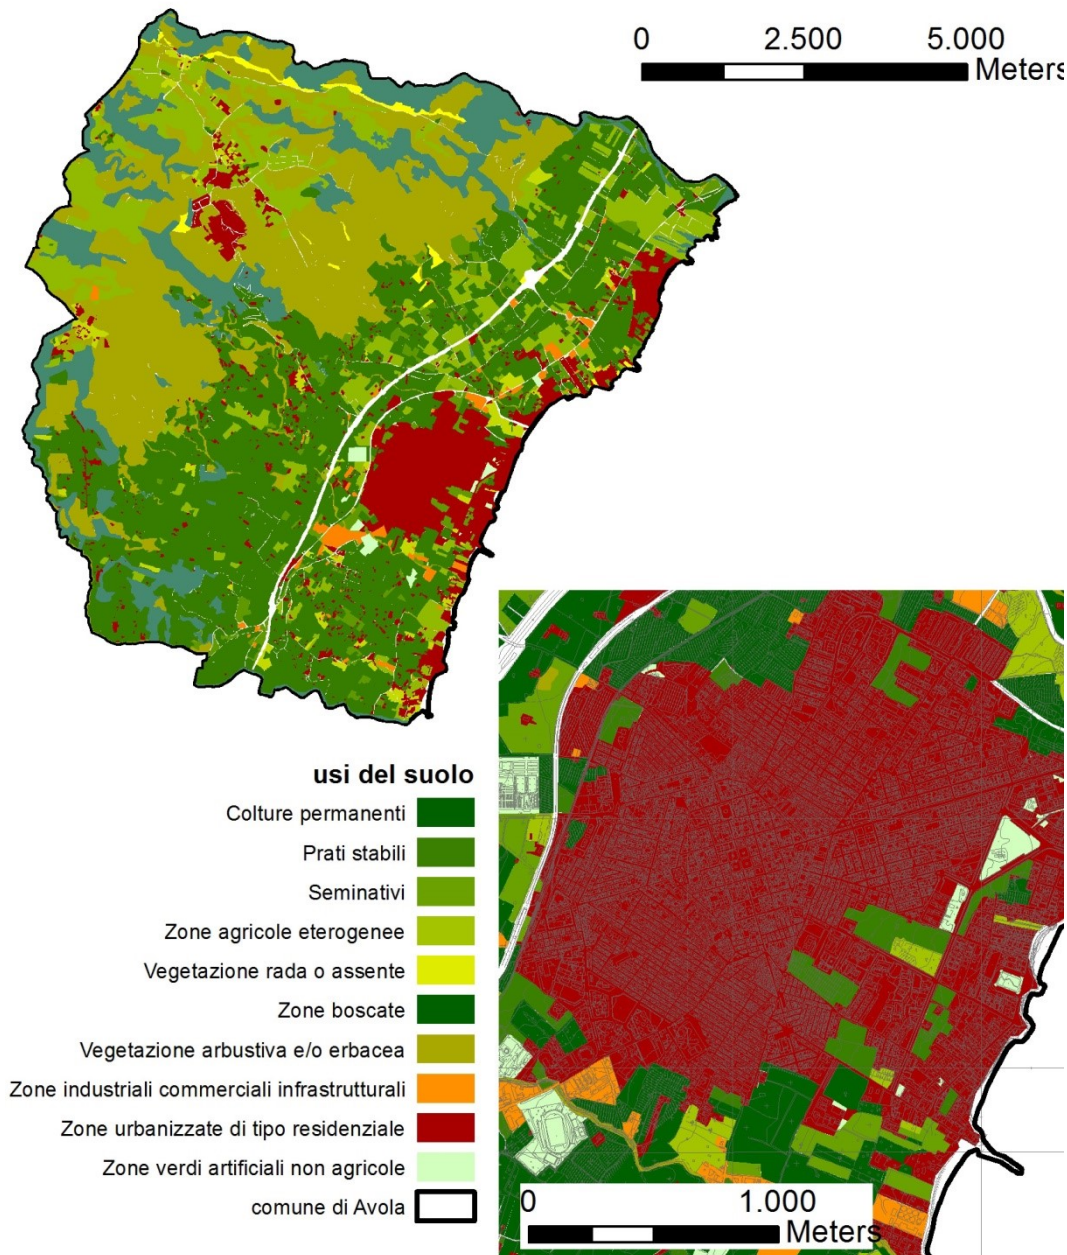 0 2.500 5.000
Meters
usi del suolo
Colture permanenti
Prati stabili
Seminativi
Zone agricole eterogenee
Vegetazione rada o assente
Zone boscate
Vegetazione arbustiva e/o erbacea
Zone industriali commerciali infrastrutturali
Zone urbanizzate di tipo residenziale
Zone verdi artificiali non agricole
comune di Avola
0 1.000
Meters